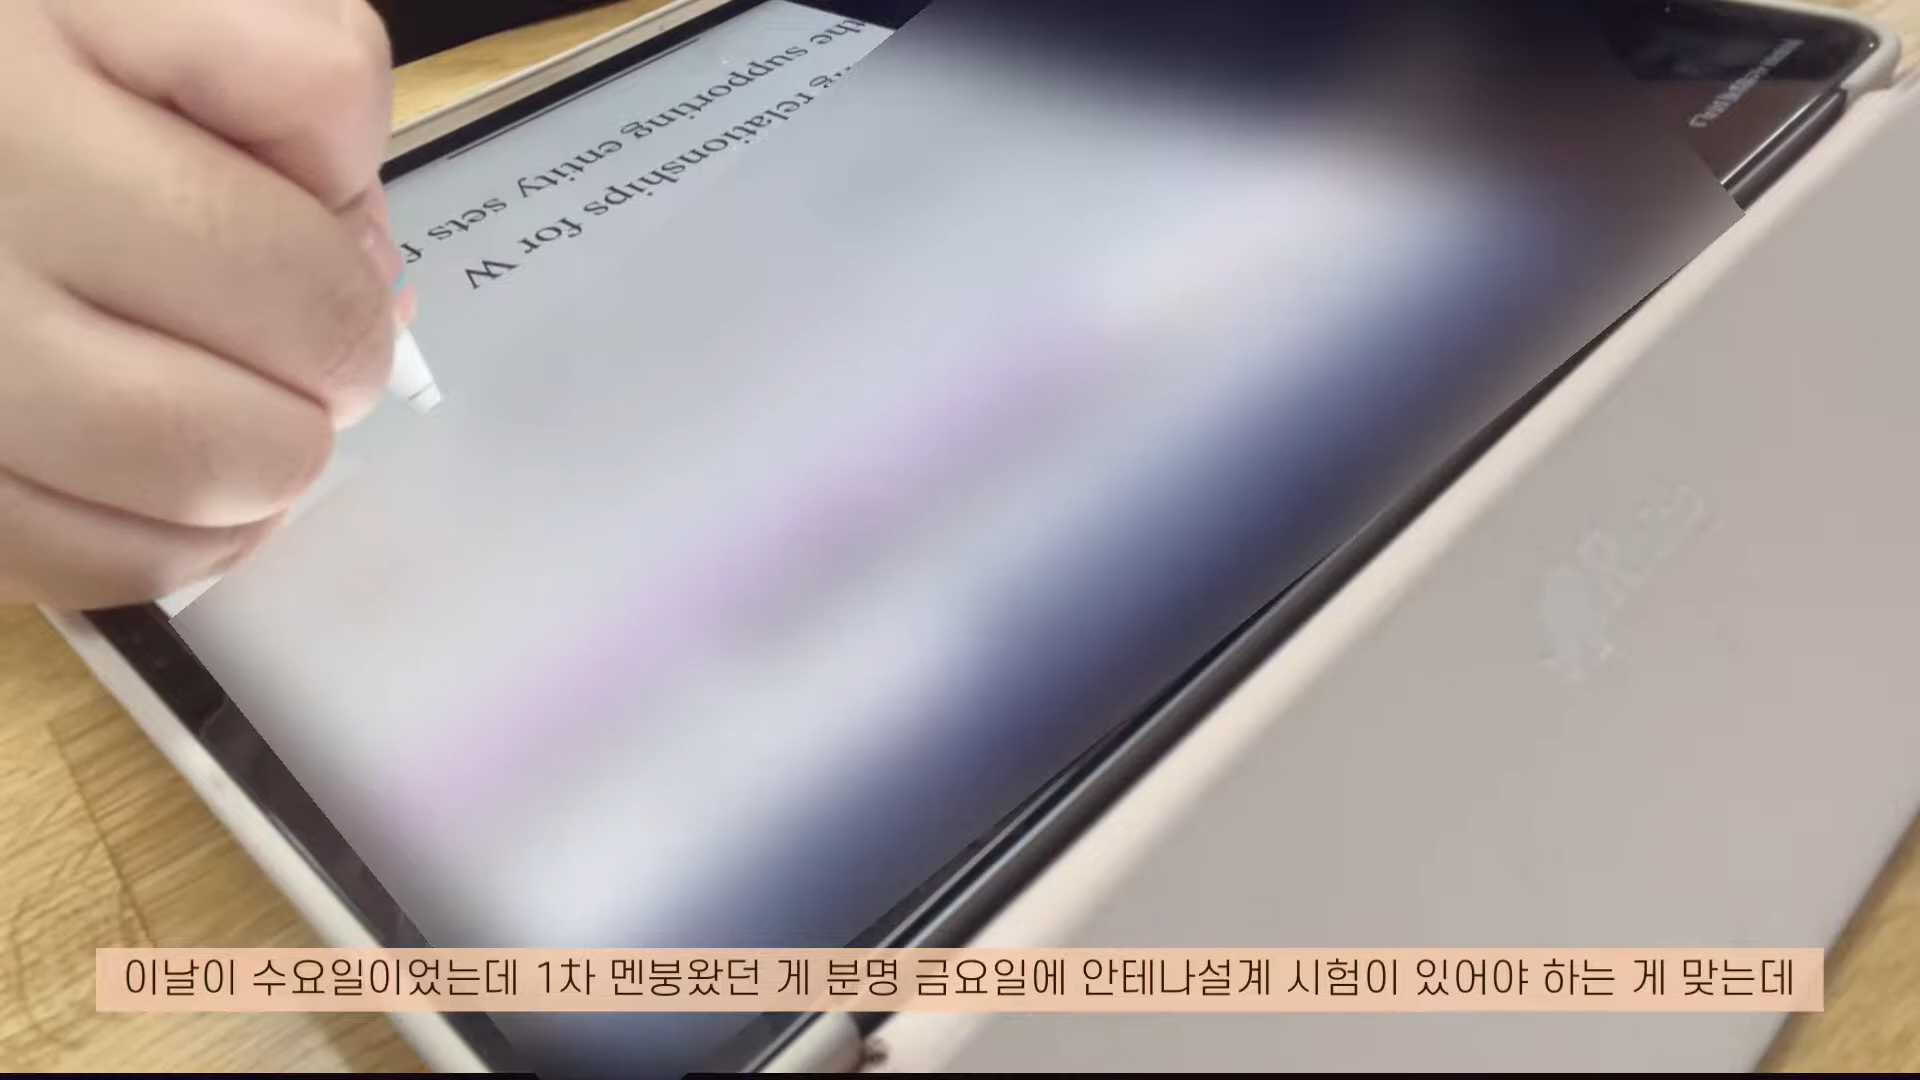 the supporting entity sets f
relationships for W
이날이 수요일이었는데 1차 멘붕왔던 게 분명 금요일에 안테나설계 시험이 있어야 하는 게 맞는데